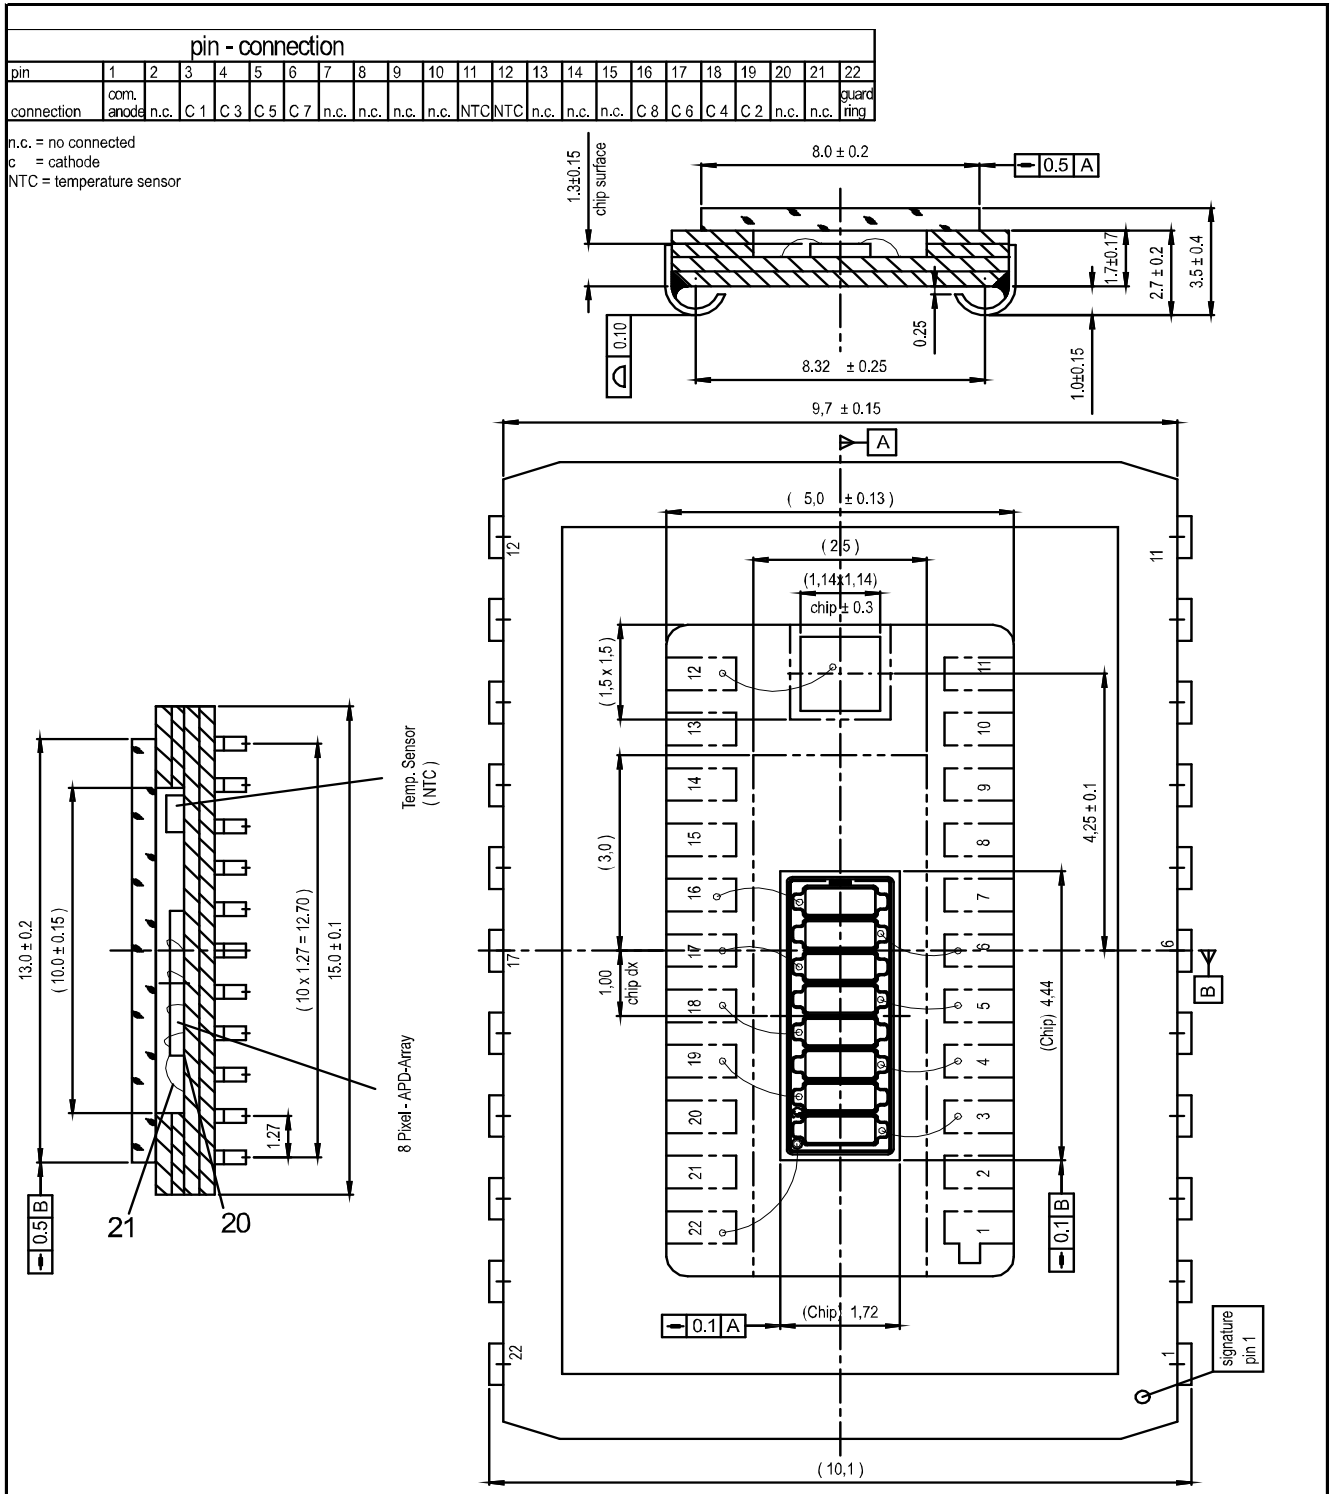 pin - connection
pin 1 2 3 4 5 6 7 8 9 10 11 12 13 14 15 16 17 18 19 20 21 22
connection com. anode n.c. C 1 C 3 C 5 C 7 n.c. n.c. n.c. n.c. NTC NTC n.c. n.c. n.c. C 8 C 6 C 4 C 2 n.c. n.c. guard ring
n.c. = no connected
c = cathode
NTC = temperature sensor
1.3±0.15
chip surface
8.0 ± 0.2
0.5 A
1.7±0.17
2.7 ± 0.2
3.5 ± 0.4
0.10
0.25
8.32 ± 0.25
1.0±0.15
9,7 ± 0.15
A
( 5,0 ± 0.13 )
12
11
( 2,5 )
(1,14x1,14)
chip ± 0.3
( 1,5 x 1,5 )
12
11
13
10
14
9
15
8
16
7
17
6
18
5
19
4
20
3
21
2
22
1
( 3,0 )
1,00
chip dx
4,25 ± 0.1
(Chip) 4,44
17
6
B
0.1 B
(Chip) 1,72
0.1 A
22
1
signature
pin 1
( 10,1 )
Temp. Sensor
( NTC )
13.0 ± 0.2
( 10.0 ± 0.15 )
( 10 x 1.27 = 12.70 )
15.0 ± 0.1
1.27
8 Pixel - APD-Array
0.5 B
21
20